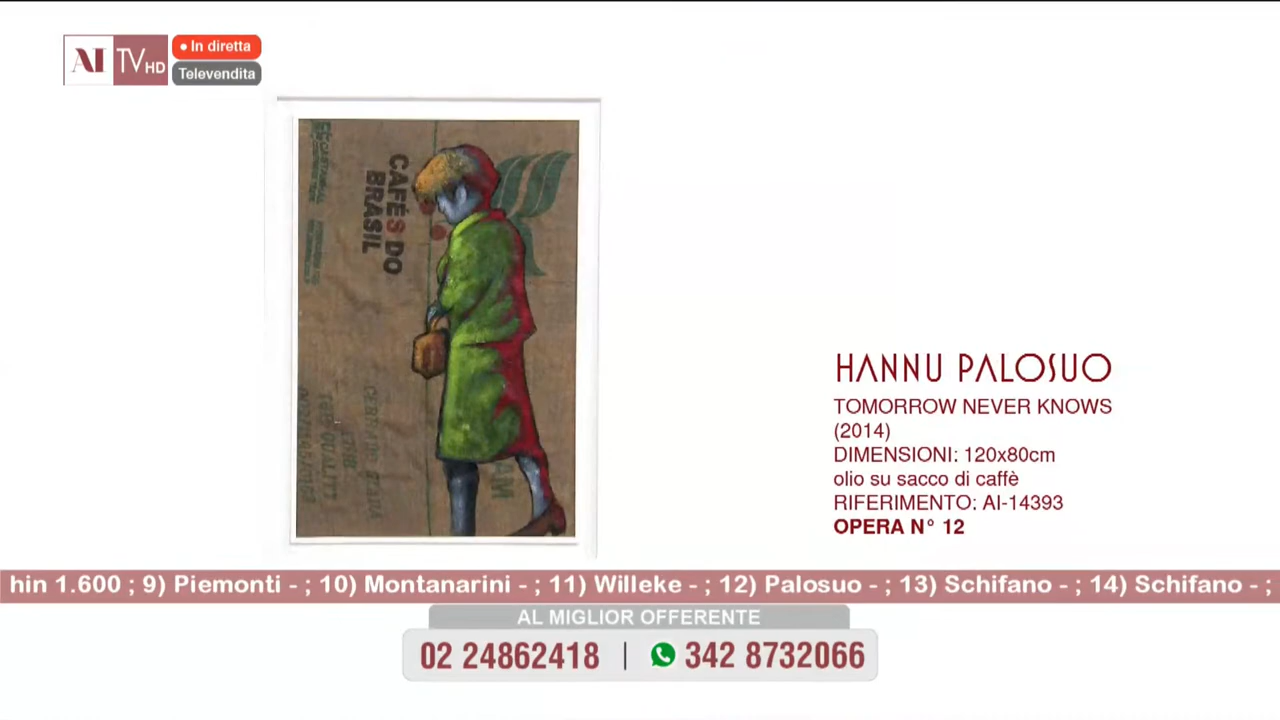 AI TV HD
In diretta
Televendita
CAFÉS DO
BRASIL
HANNU PALOSUO
TOMORROW NEVER KNOWS
(2014)
DIMENSIONI: 120x80cm
olio su sacco di caffè
RIFERIMENTO: AI-14393
OPERA N° 12
hin 1.600 ; 9) Piemonti - ; 10) Montanarini - ; 11) Willeke - ; 12) Palosuo - ; 13) Schifano - ; 14) Schifano - ;
AL MIGLIOR OFFERENTE
02 24862418 | 342 8732066